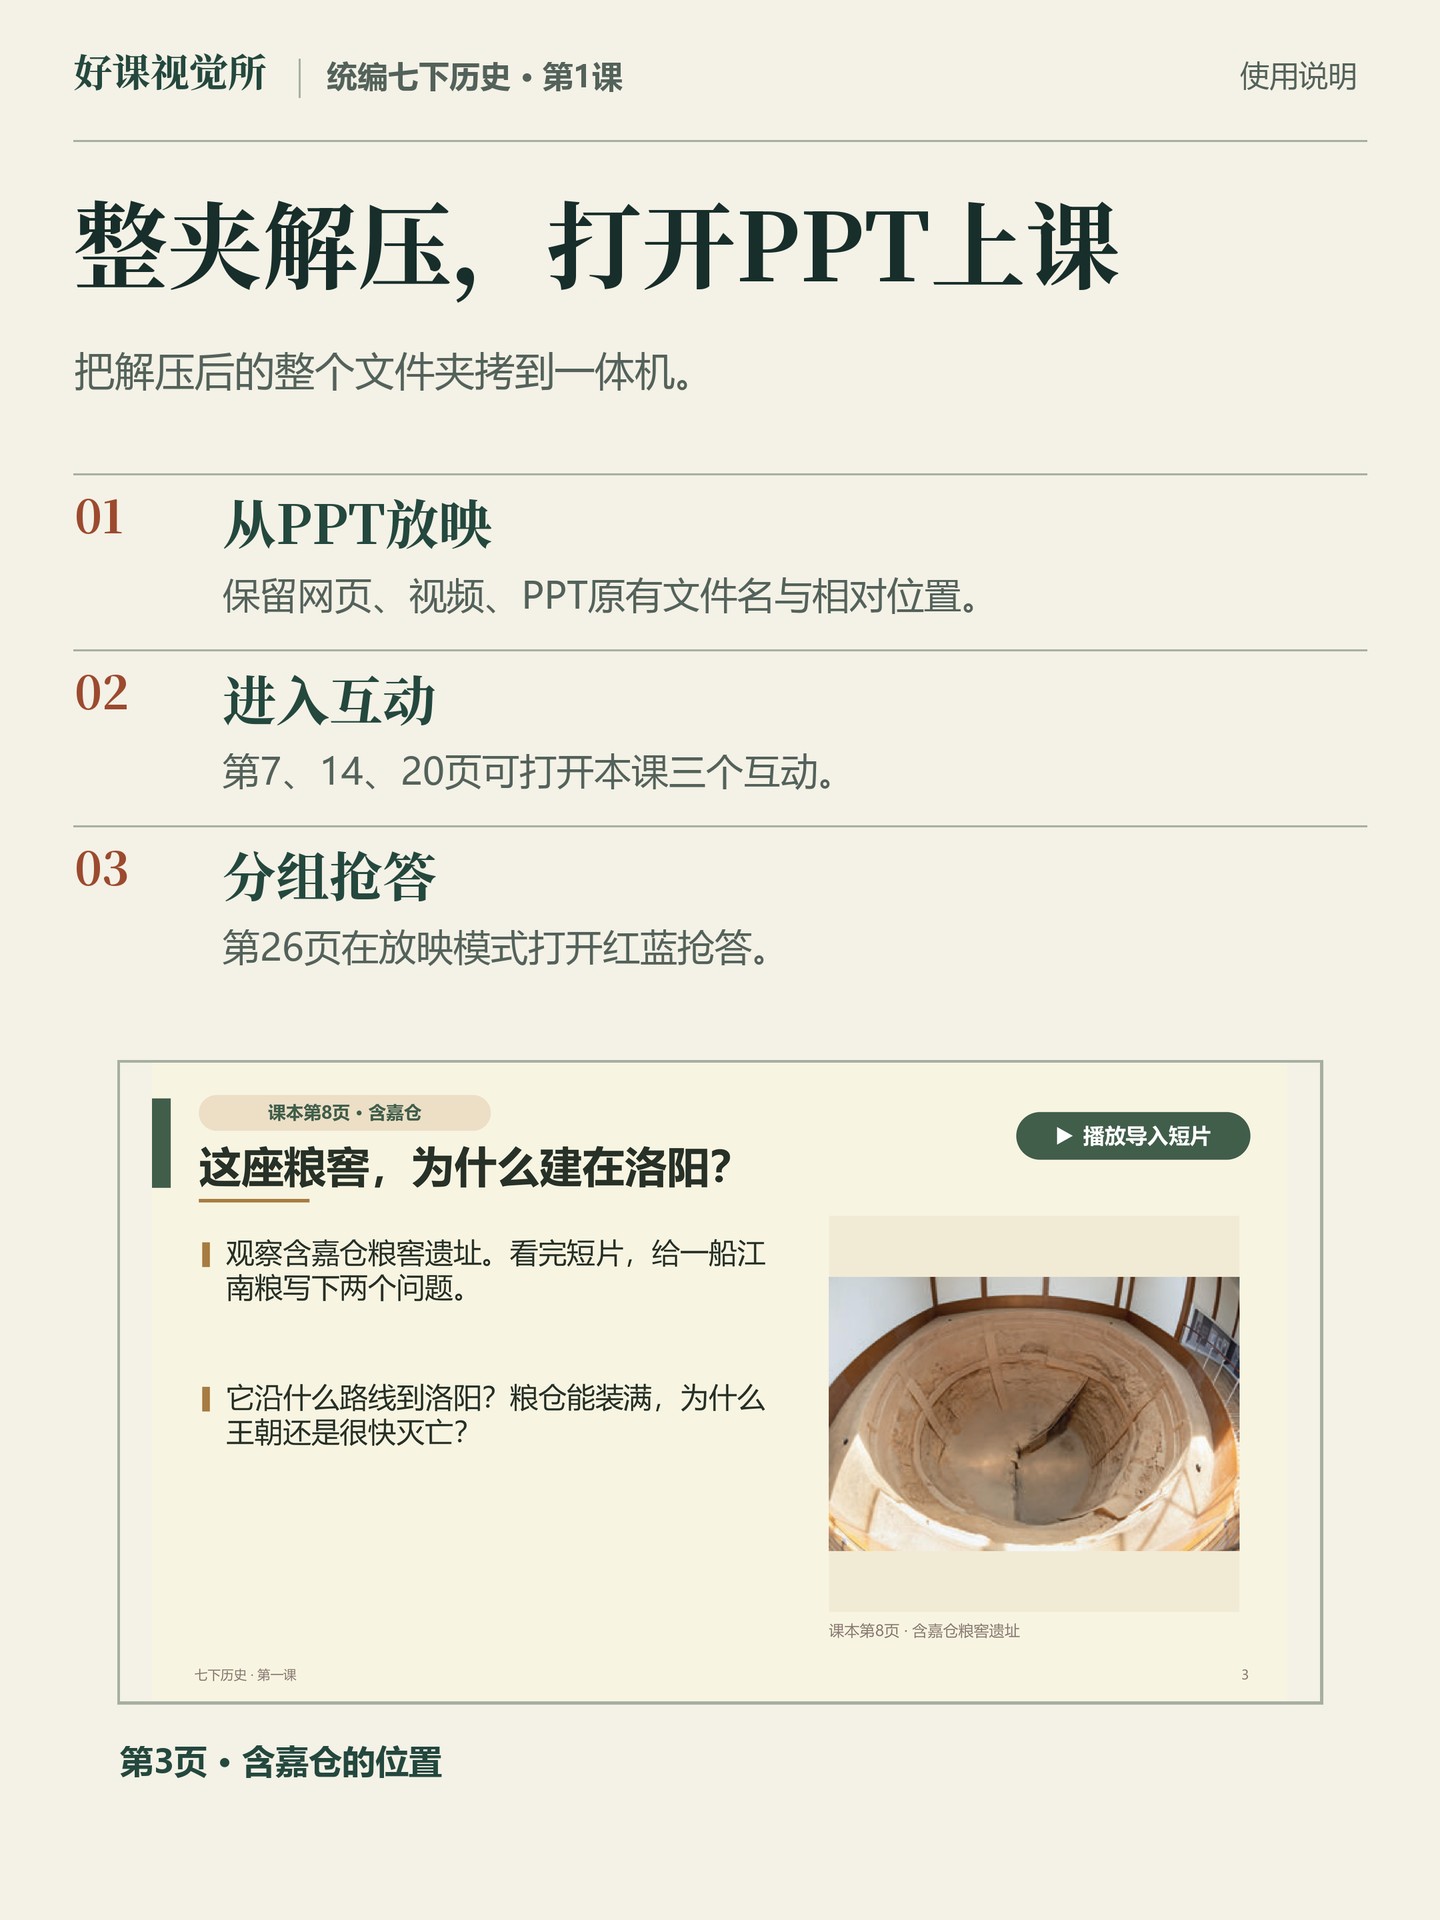 好课视觉所 统编七下历史·第1课 使用说明
整夹解压，打开PPT上课
把解压后的整个文件夹拷到一体机。
01 从PPT放映
保留网页、视频、PPT原有文件名与相对位置。
02 进入互动
第7、14、20页可打开本课三个互动。
03 分组抢答
第26页在放映模式打开红蓝抢答。
课本第8页·含嘉仓
▶ 播放导入短片
这座粮窖，为什么建在洛阳？
观察含嘉仓粮窖遗址。看完短片，给一船江
南粮写下两个问题。
它沿什么路线到洛阳？粮仓能装满，为什么
王朝还是很快灭亡？
课本第8页·含嘉仓粮窖遗址
七下历史·第一课 3
第3页·含嘉仓的位置